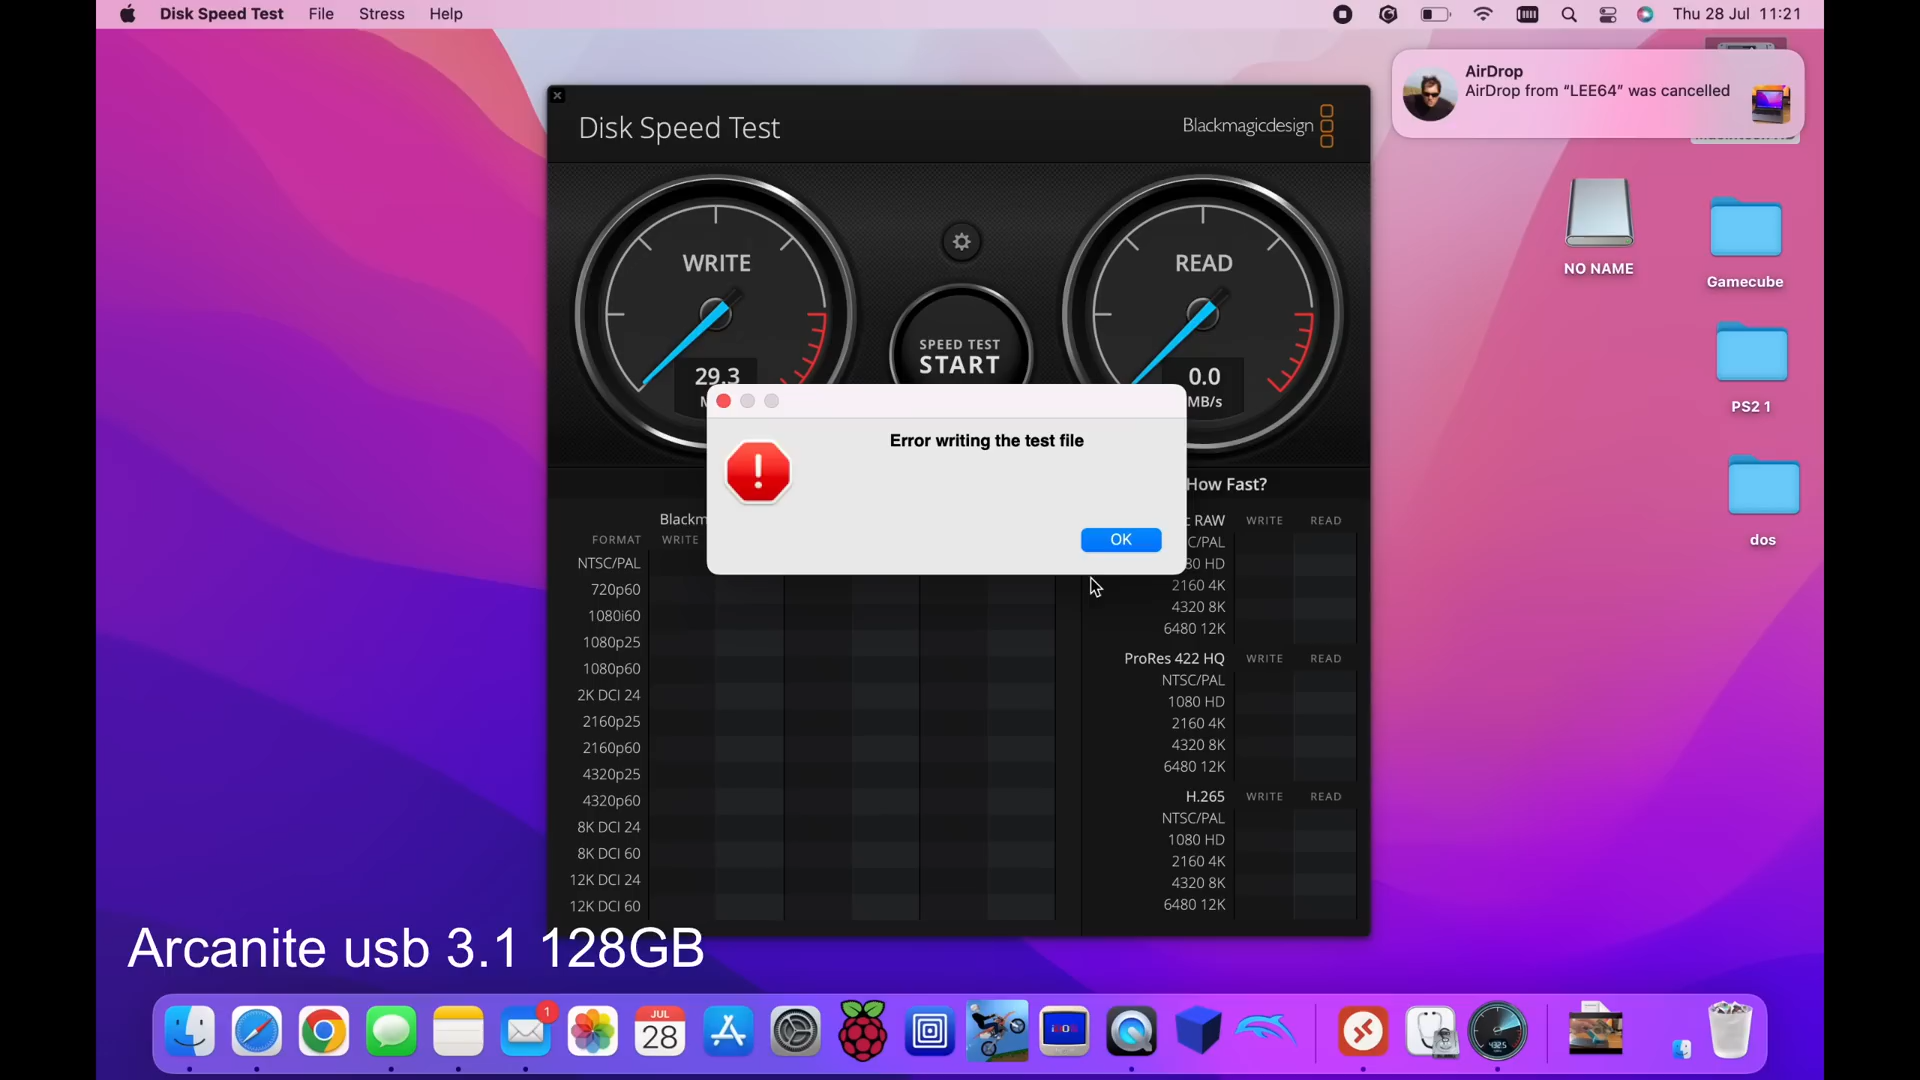 Disk Speed Test File Stress Help
Thu 28 Jul 11:21
AirDrop
AirDrop from “LEE64” was cancelled
Disk Speed Test
Blackmagicdesign
WRITE
READ
SPEED TEST
START
29.3
0.0
MB/s
NO NAME
Gamecube
PS2 1
dos
Error writing the test file
OK
How Fast?
FORMAT
WRITE
NTSC/PAL
720p60
1080i60
1080p25
1080p60
2K DCI 24
2160p25
2160p60
4320p25
4320p60
8K DCI 24
8K DCI 60
12K DCI 24
12K DCI 60
RAW WRITE READ
2160 4K
4320 8K
6480 12K
ProRes 422 HQ WRITE READ
NTSC/PAL
1080 HD
2160 4K
4320 8K
6480 12K
H.265 WRITE READ
NTSC/PAL
1080 HD
2160 4K
4320 8K
6480 12K
Arcanite usb 3.1 128GB
1
JUL
28